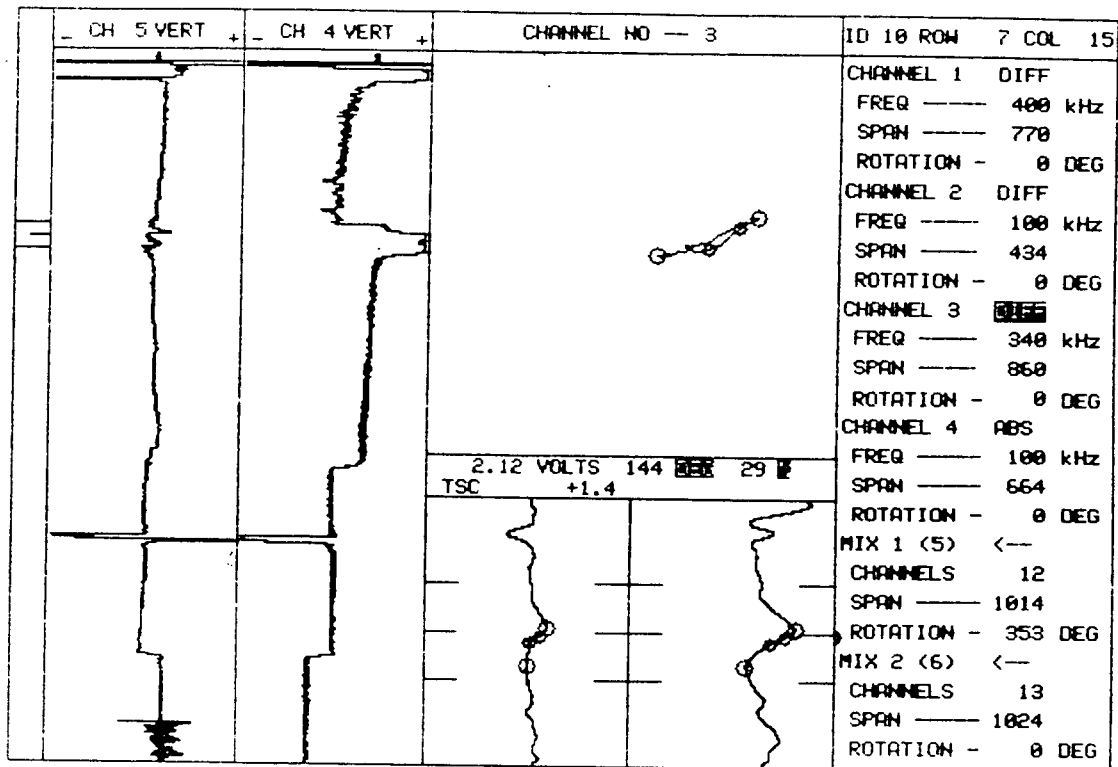 _ CH 5 VERT +
_ CH 4 VERT +
CHANNEL NO -- 3
ID 10 ROW 7 COL 15
CHANNEL 1 DIFF
FREQ ---- 400 kHz
SPAN ---- 770
ROTATION - 0 DEG
CHANNEL 2 DIFF
FREQ ---- 100 kHz
SPAN ---- 434
ROTATION - 0 DEG
CHANNEL 3 DIFF
FREQ ---- 340 kHz
SPAN ---- 860
ROTATION - 0 DEG
CHANNEL 4 ABS
FREQ ---- 100 kHz
SPAN ---- 664
ROTATION - 0 DEG
MIX 1 (5) <--
CHANNELS 12
SPAN ---- 1014
ROTATION - 353 DEG
MIX 2 (6) <--
CHANNELS 13
SPAN ---- 1024
ROTATION - 0 DEG
2.12 VOLTS 144 29
TSC +1.4